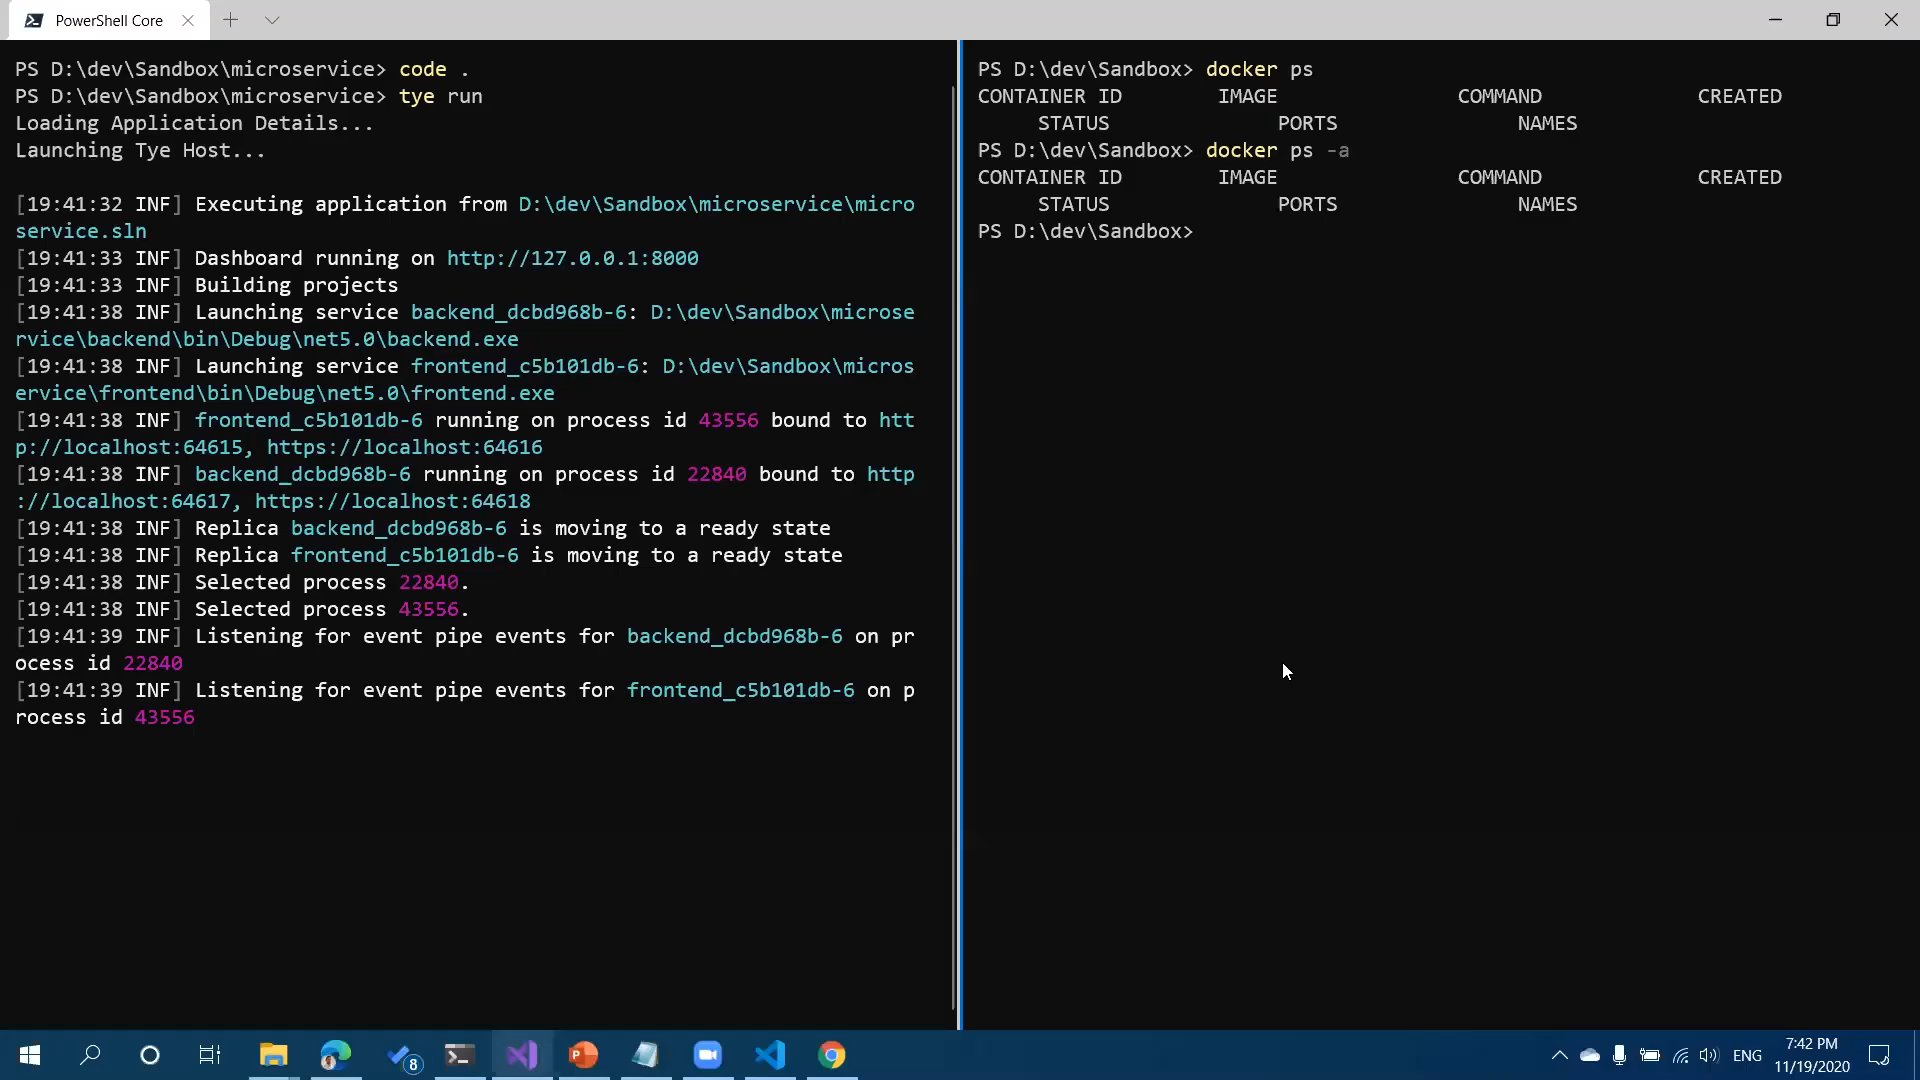 PowerShell Core
PS D:\dev\Sandbox\microservice> code .
PS D:\dev\Sandbox\microservice> tye run
Loading Application Details...
Launching Tye Host...
[19:41:32 INF] Executing application from D:\dev\Sandbox\microservice\micro
service.sln
[19:41:33 INF] Dashboard running on http://127.0.0.1:8000
[19:41:33 INF] Building projects
[19:41:38 INF] Launching service backend_dcbd968b-6: D:\dev\Sandbox\microse
rvice\backend\bin\Debug\net5.0\backend.exe
[19:41:38 INF] Launching service frontend_c5b101db-6: D:\dev\Sandbox\micros
ervice\frontend\bin\Debug\net5.0\frontend.exe
[19:41:38 INF] frontend_c5b101db-6 running on process id 43556 bound to htt
p://localhost:64615, https://localhost:64616
[19:41:38 INF] backend_dcbd968b-6 running on process id 22840 bound to http
://localhost:64617, https://localhost:64618
[19:41:38 INF] Replica backend_dcbd968b-6 is moving to a ready state
[19:41:38 INF] Replica frontend_c5b101db-6 is moving to a ready state
[19:41:38 INF] Selected process 22840.
[19:41:38 INF] Selected process 43556.
[19:41:39 INF] Listening for event pipe events for backend_dcbd968b-6 on pr
ocess id 22840
[19:41:39 INF] Listening for event pipe events for frontend_c5b101db-6 on p
rocess id 43556
PS D:\dev\Sandbox> docker ps
CONTAINER ID IMAGE COMMAND CREATED
STATUS PORTS NAMES
PS D:\dev\Sandbox> docker ps -a
CONTAINER ID IMAGE COMMAND CREATED
STATUS PORTS NAMES
PS D:\dev\Sandbox>
8
ENG
7:42 PM
11/19/2020